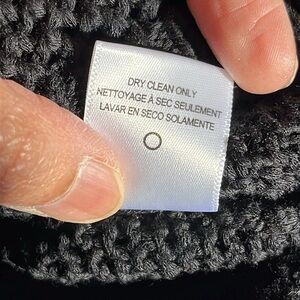 DRY CLEAN ONLY
NETTOYAGE À SEC SEULEMENT
LAVAR EN SECO SOLAMENTE